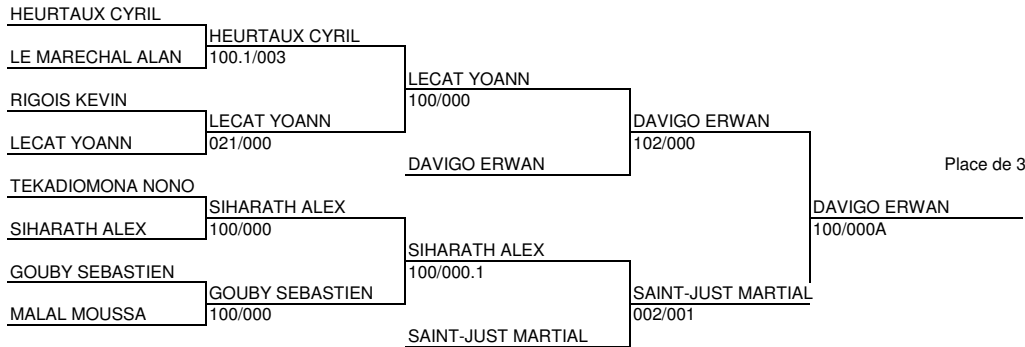 HEURTAUX CYRIL
HEURTAUX CYRIL
LE MARECHAL ALAN
100.1/003
LECAT YOANN
RIGOIS KEVIN
100/000
LECAT YOANN
DAVIGO ERWAN
LECAT YOANN
021/000
102/000
DAVIGO ERWAN
Place de 3
TEKADIOMONA NONO
SIHARATH ALEX
DAVIGO ERWAN
SIHARATH ALEX
100/000
100/000A
SIHARATH ALEX
GOUBY SEBASTIEN
100/000.1
GOUBY SEBASTIEN
SAINT-JUST MARTIAL
MALAL MOUSSA
100/000
002/001
SAINT-JUST MARTIAL